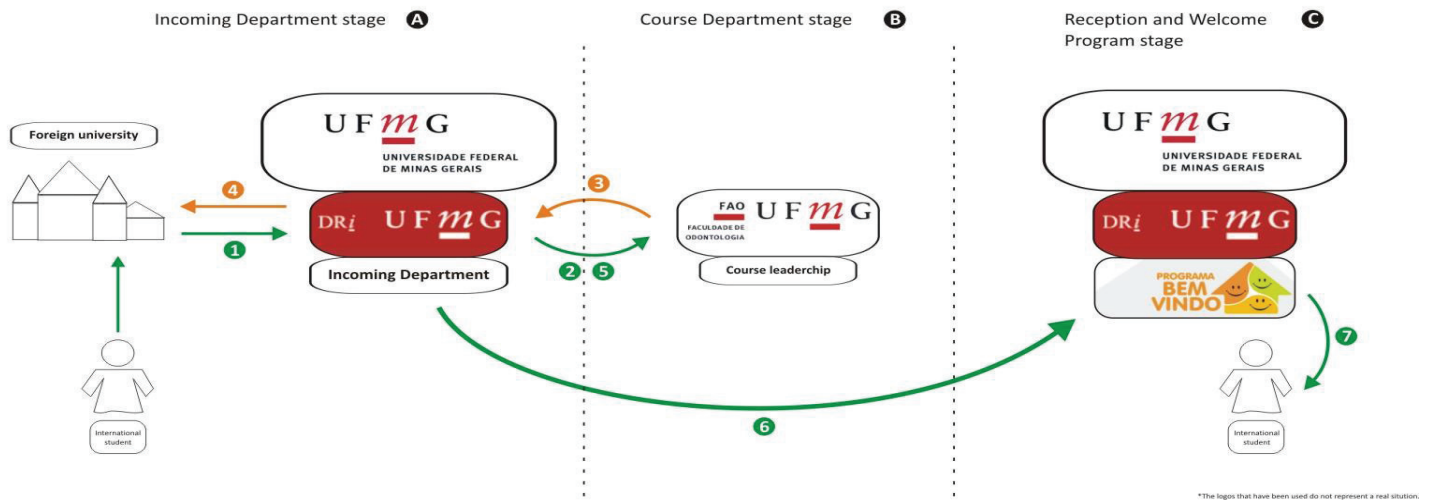 Incoming Department stage A
Course Department stage B
Reception and Welcome C
Program stage
Foreign university
UFmG
UNIVERSIDADE FEDERAL
DE MINAS GERAIS
4
1
DRi UFmG
Incoming Department
3
2 5
FAO UFmG
FACULDADE DE
ODONTOLOGIA
Course leadership
UFmG
UNIVERSIDADE FEDERAL
DE MINAS GERAIS
DRi UFmG
PROGRAMA
BEM
VINDO
7
6
International
student
International
student
*The logos that have been used do not represent a real sitution.